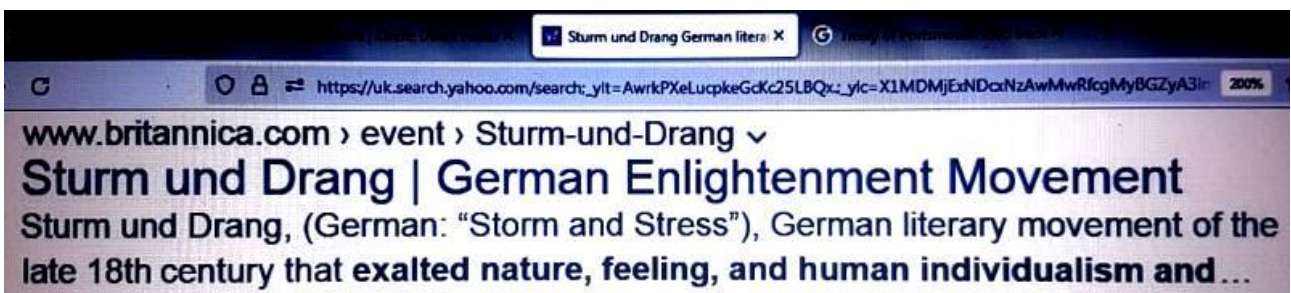 Sturm und Drang German litera ×
https://uk.search.yahoo.com/search;_ylt=AwrkPXeLucpkeGcKc25LBQx.;_ylc=X1MDMjExNDcxNzAwMwRfcgMyBGZyA3In 200%
www.britannica.com › event › Sturm-und-Drang
Sturm und Drang | German Enlightenment Movement
Sturm und Drang, (German: “Storm and Stress”), German literary movement of the
late 18th century that exalted nature, feeling, and human individualism and...